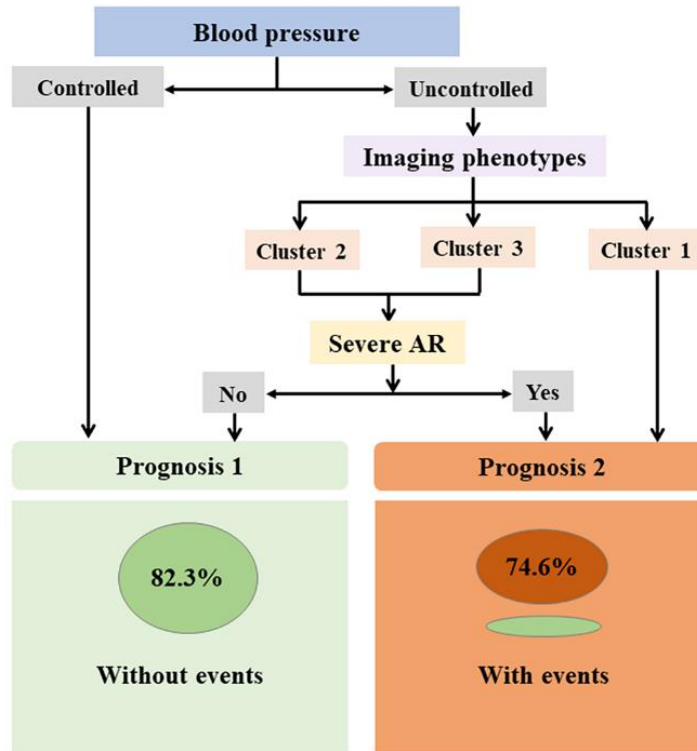 Blood pressure
Controlled
Uncontrolled
Imaging phenotypes
Cluster 2
Cluster 3
Cluster 1
Severe AR
No
Yes
Prognosis 1
Prognosis 2
82.3%
74.6%
Without events
With events